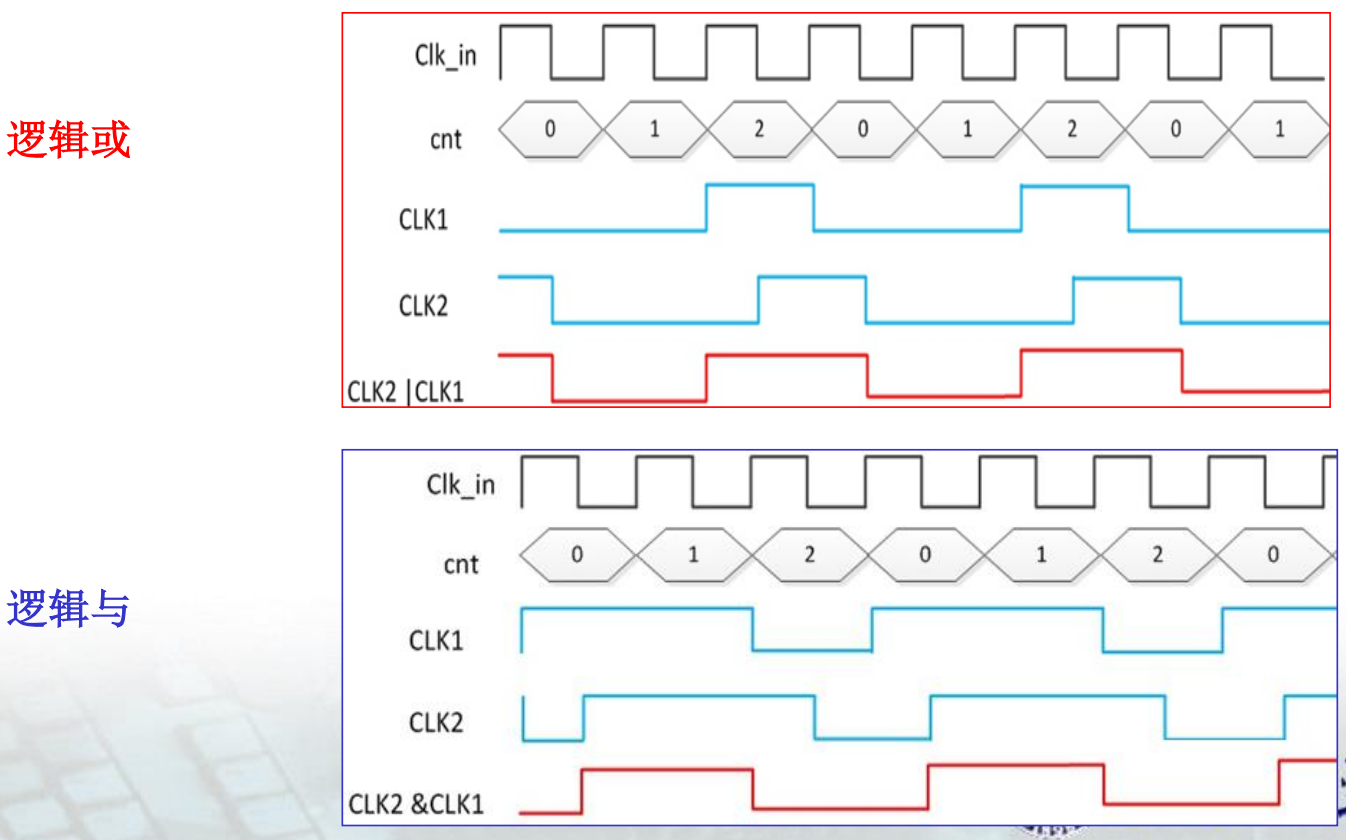 逻辑或
Clk_in
cnt 0 1 2 0 1 2 0 1
CLK1
CLK2
CLK2 |CLK1
逻辑与
Clk_in
cnt 0 1 2 0 1 2 0
CLK1
CLK2
CLK2 &CLK1